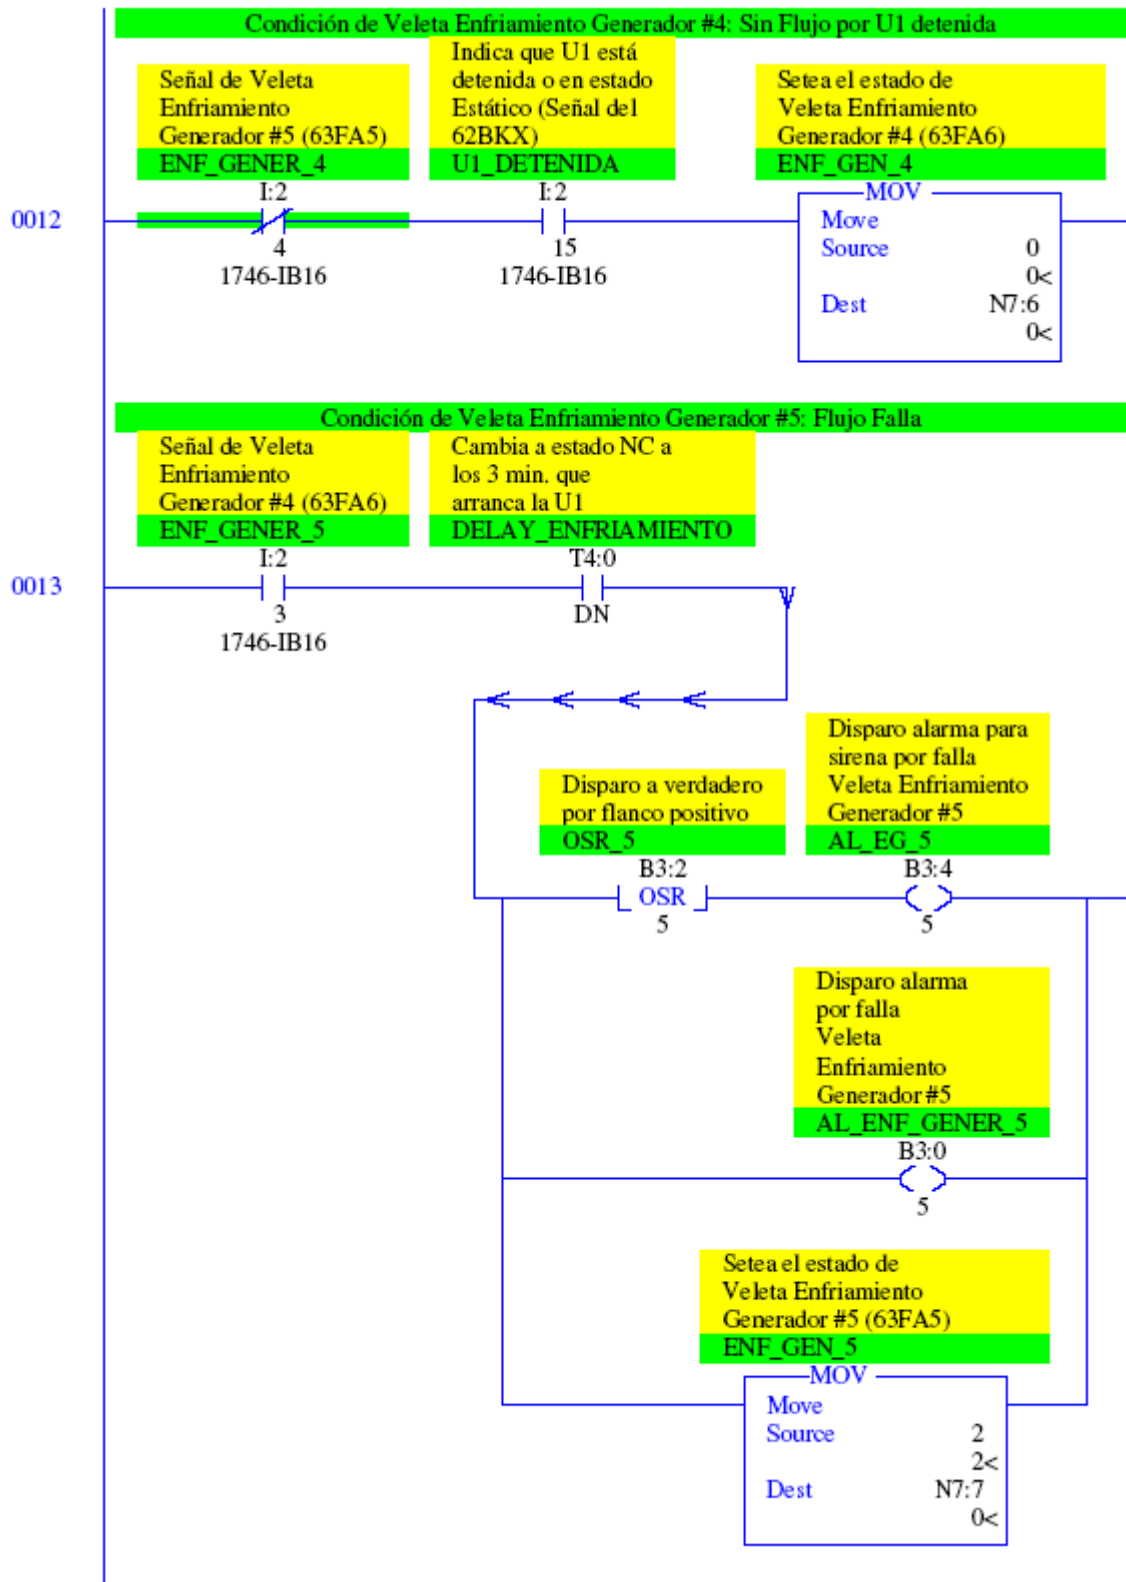 Condición de Veleta Enfriamiento Generador #4: Sin Flujo por U1 detenida
Señal de Veleta
Enfriamiento
Generador #5 (63FA5)
ENF_GENER_4
I:2
4
1746-IB16
Indica que U1 está
detenida o en estado
Estático (Señal del
62BKX)
U1_DETENIDA
I:2
15
1746-IB16
Setea el estado de
Veleta Enfriamiento
Generador #4 (63FA6)
ENF_GEN_4
MOV
Move
Source 0
0<
Dest N7:6
0<
0012
Condición de Veleta Enfriamiento Generador #5: Flujo Falla
Señal de Veleta
Enfriamiento
Generador #4 (63FA6)
ENF_GENER_5
I:2
3
1746-IB16
Cambia a estado NC a
los 3 min. que
arranca la U1
DELAY_ENFRIAMIENTO
T4:0
DN
0013
Disparo a verdadero
por flanco positivo
OSR_5
B3:2
OSR
5
Disparo alarma para
sirena por falla
Veleta Enfriamiento
Generador #5
AL_EG_5
B3:4
5
Disparo alarma
por falla
Veleta
Enfriamiento
Generador #5
AL_ENF_GENER_5
B3:0
5
Setea el estado de
Veleta Enfriamiento
Generador #5 (63FA5)
ENF_GEN_5
MOV
Move
Source 2
2<
Dest N7:7
0<